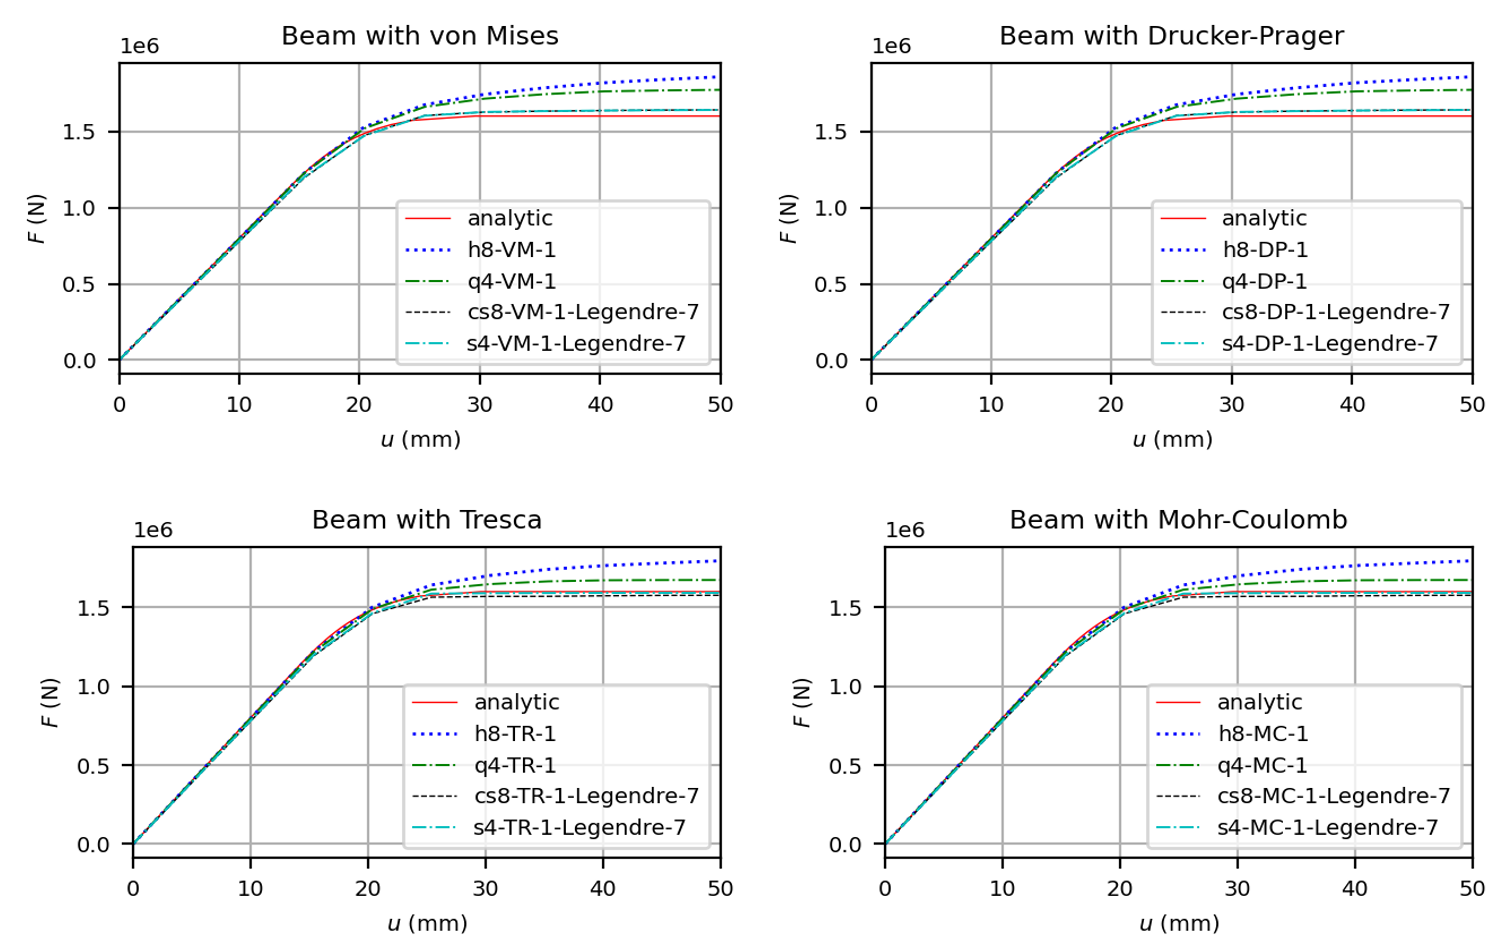 Beam with von Mises
1e6
1.5
1.0
0.5
0.0
F (N)
analytic
h8-VM-1
q4-VM-1
cs8-VM-1-Legendre-7
s4-VM-1-Legendre-7
0 10 20 30 40 50
u (mm)
Beam with Drucker-Prager
1e6
1.5
1.0
0.5
0.0
F (N)
analytic
h8-DP-1
q4-DP-1
cs8-DP-1-Legendre-7
s4-DP-1-Legendre-7
0 10 20 30 40 50
u (mm)
Beam with Tresca
1e6
1.5
1.0
0.5
0.0
F (N)
analytic
h8-TR-1
q4-TR-1
cs8-TR-1-Legendre-7
s4-TR-1-Legendre-7
0 10 20 30 40 50
u (mm)
Beam with Mohr-Coulomb
1e6
1.5
1.0
0.5
0.0
F (N)
analytic
h8-MC-1
q4-MC-1
cs8-MC-1-Legendre-7
s4-MC-1-Legendre-7
0 10 20 30 40 50
u (mm)